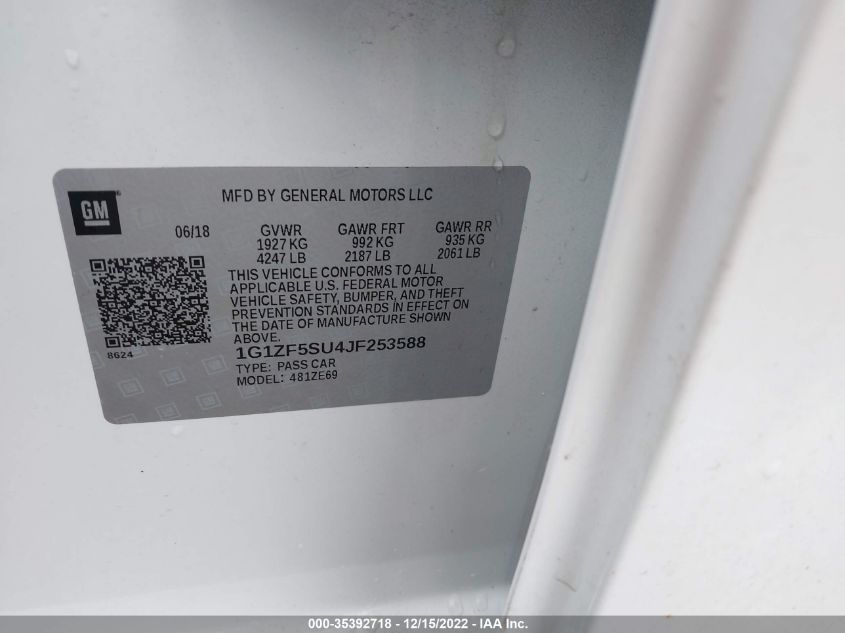 MFD BY GENERAL MOTORS LLC
GM
06/18 GVWR GAWR FRT GAWR RR
1927 KG 992 KG 935 KG
4247 LB 2187 LB 2061 LB
THIS VEHICLE CONFORMS TO ALL
APPLICABLE U.S. FEDERAL MOTOR
VEHICLE SAFETY, BUMPER, AND THEFT
PREVENTION STANDARDS IN EFFECT ON
THE DATE OF MANUFACTURE SHOWN
ABOVE.
8624
1G1ZF5SU4JF253588
TYPE: PASS CAR
MODEL: 481ZE69
000-35392718 - 12/15/2022 - IAA Inc.